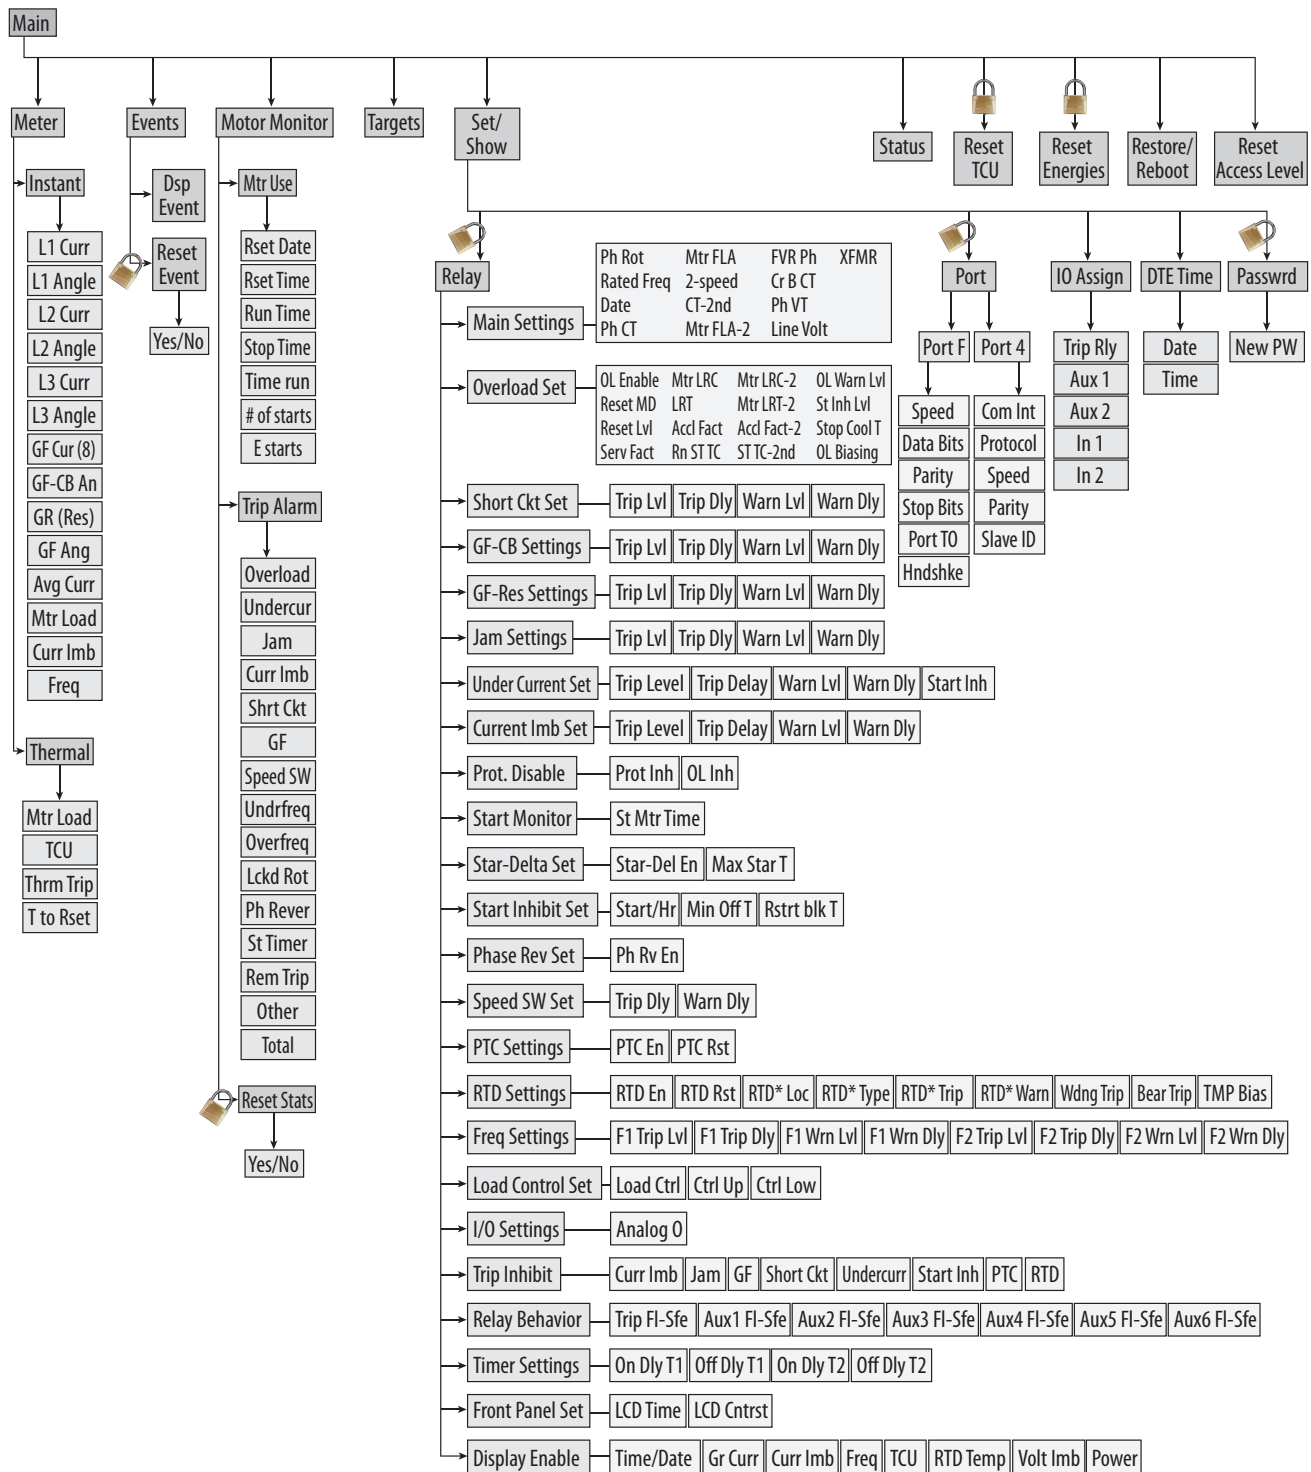 Main
Meter
Events
Motor Monitor
Targets
Set/
Show
Status
Reset
TCU
Reset
Energies
Restore/
Reboot
Reset
Access Level
Instant
L1 Curr
L1 Angle
L2 Curr
L2 Angle
L3 Curr
L3 Angle
GF Cur (8)
GF-CB An
GR (Res)
GF Ang
Avg Curr
Mtr Load
Curr Imb
Freq
Thermal
Mtr Load
TCU
Thrm Trip
T to Rset
Dsp
Event
Reset
Event
Yes/No
Mtr Use
Rset Date
Rset Time
Run Time
Stop Time
Time run
# of starts
E starts
Trip Alarm
Overload
Undercur
Jam
Curr Imb
Shrt Ckt
GF
Speed SW
Undrfreq
Overfreq
Lckd Rot
Ph Rever
St Timer
Rem Trip
Other
Total
Reset Stats
Yes/No
Relay
Main Settings
Ph Rot Mtr FLA FVR Ph XFMR
Rated Freq 2-speed Cr B CT
Date CT-2nd Ph VT
Ph CT Mtr FLA-2 Line Volt
Overload Set
OL Enable Mtr LRC Mtr LRC-2 OL Warn Lvl
Reset MD LRT Mtr LRT-2 St Inh Lvl
Reset Lvl Accl Fact Accl Fact-2 Stop Cool T
Serv Fact Rn ST TC ST TC-2nd OL Biasing
Short Ckt Set Trip Lvl Trip Dly Warn Lvl Warn Dly
GF-CB Settings Trip Lvl Trip Dly Warn Lvl Warn Dly
GF-Res Settings Trip Lvl Trip Dly Warn Lvl Warn Dly
Jam Settings Trip Lvl Trip Dly Warn Lvl Warn Dly
Under Current Set Trip Level Trip Delay Warn Lvl Warn Dly Start Inh
Current Imb Set Trip Level Trip Delay Warn Lvl Warn Dly
Prot. Disable Prot Inh OL Inh
Start Monitor St Mtr Time
Star-Delta Set Star-Del En Max Star T
Start Inhibit Set Start/Hr Min Off T Rstrt blk T
Phase Rev Set Ph Rv En
Speed SW Set Trip Dly Warn Dly
PTC Settings PTC En PTC Rst
RTD Settings RTD En RTD Rst RTD* Loc RTD* Type RTD* Trip RTD* Warn Wdng Trip Bear Trip TMP Bias
Freq Settings F1 Trip Lvl F1 Trip Dly F1 Wrn Lvl F1 Wrn Dly F2 Trip Lvl F2 Trip Dly F2 Wrn Lvl F2 Wrn Dly
Load Control Set Load Ctrl Ctrl Up Ctrl Low
I/O Settings Analog O
Trip Inhibit Curr Imb Jam GF Short Ckt Undercurr Start Inh PTC RTD
Relay Behavior Trip Fl-Sfe Aux1 Fl-Sfe Aux2 Fl-Sfe Aux3 Fl-Sfe Aux4 Fl-Sfe Aux5 Fl-Sfe Aux6 Fl-Sfe
Timer Settings On Dly T1 Off Dly T1 On Dly T2 Off Dly T2
Front Panel Set LCD Time LCD Cntrst
Display Enable Time/Date Gr Curr Curr Imb Freq TCU RTD Temp Volt Imb Power
Port
Port F
Speed
Data Bits
Parity
Stop Bits
Port TO
Hndshke
Port 4
Com Int
Protocol
Speed
Parity
Slave ID
IO Assign
Trip Rly
Aux 1
Aux 2
In 1
In 2
DTE Time
Date
Time
Passwrd
New PW